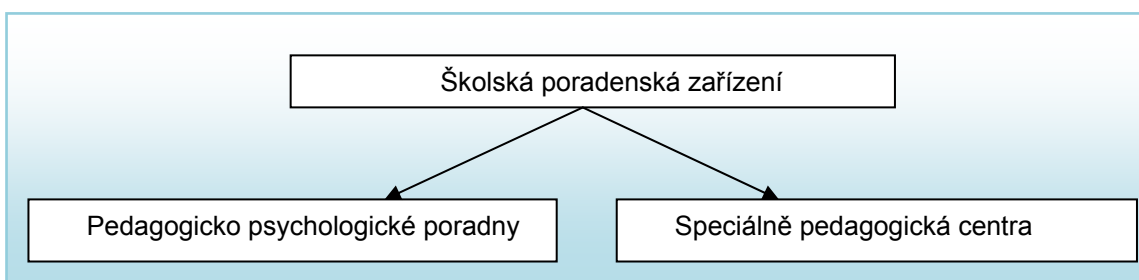 Školská poradenská zařízení
Pedagogicko psychologické poradny
Speciálně pedagogická centra